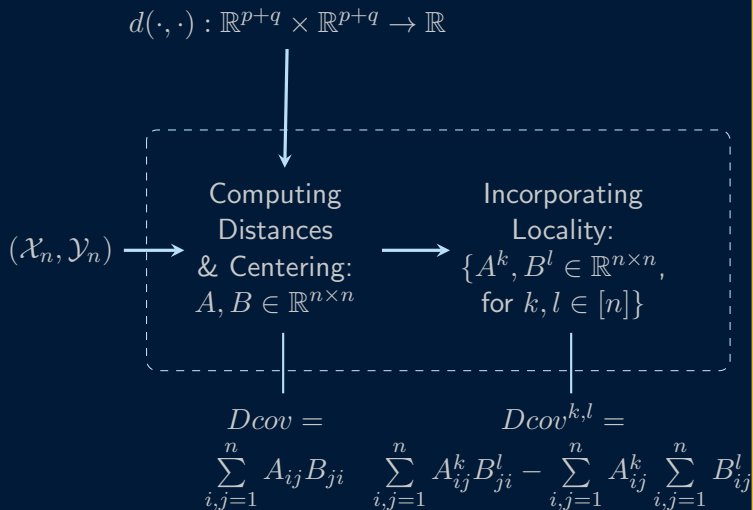 d(·,·) : ℝ^{p+q} × ℝ^{p+q} → ℝ
(𝒳_n, 𝒴_n)
Computing
Distances
& Centering:
A, B ∈ ℝ^{n×n}
Incorporating
Locality:
{A^k, B^l ∈ ℝ^{n×n},
for k, l ∈ [n]}
Dcov =
∑_{i,j=1}^{n} A_{ij}B_{ji}
Dcov^{k,l} =
∑_{i,j=1}^{n} A^k_{ij}B^l_{ji} − ∑_{i,j=1}^{n} A^k_{ij} ∑_{i,j=1}^{n} B^l_{ij}